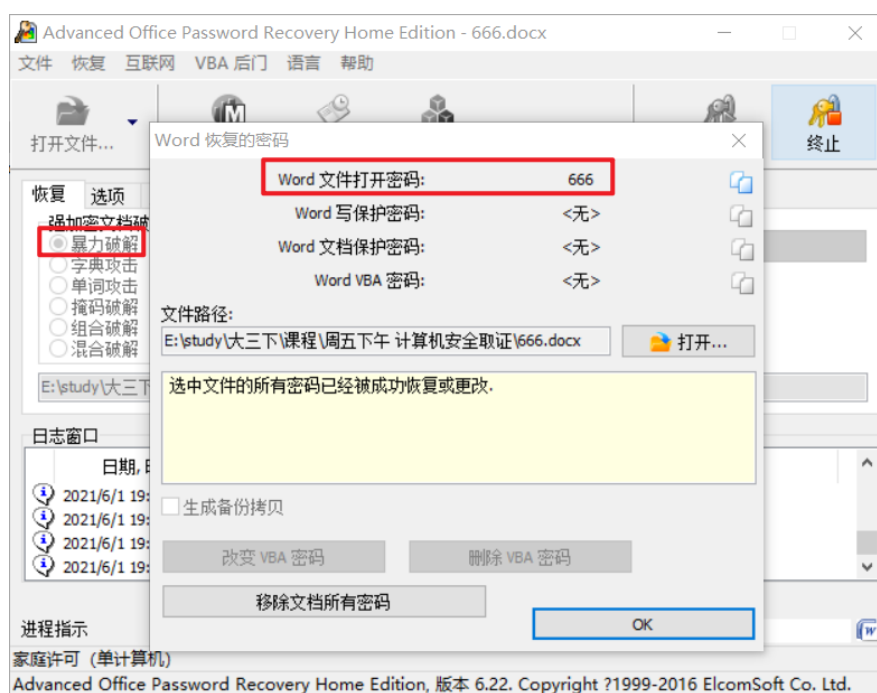 Advanced Office Password Recovery Home Edition - 666.docx
文件 恢复 互联网 VBA 后门 语言 帮助
打开文件...
终止
Word 恢复的密码
Word 文件打开密码: 666
Word 写保护密码: <无>
Word 文档保护密码: <无>
Word VBA 密码: <无>
文件路径:
E:\study\大三下\课程\周五下午 计算机安全取证\666.docx
打开...
选中文件的所有密码已经被成功恢复或更改.
生成备份拷贝
改变 VBA 密码 删除 VBA 密码
移除文档所有密码
OK
恢复 选项
强加密文档破
暴力破解
字典攻击
单词攻击
掩码破解
组合破解
混合破解
E:\study\大三下
日志窗口
日期,
2021/6/1 19:
2021/6/1 19:
2021/6/1 19:
2021/6/1 19:
进程指示
家庭许可 (单计算机)
Advanced Office Password Recovery Home Edition, 版本 6.22. Copyright ?1999-2016 ElcomSoft Co. Ltd.